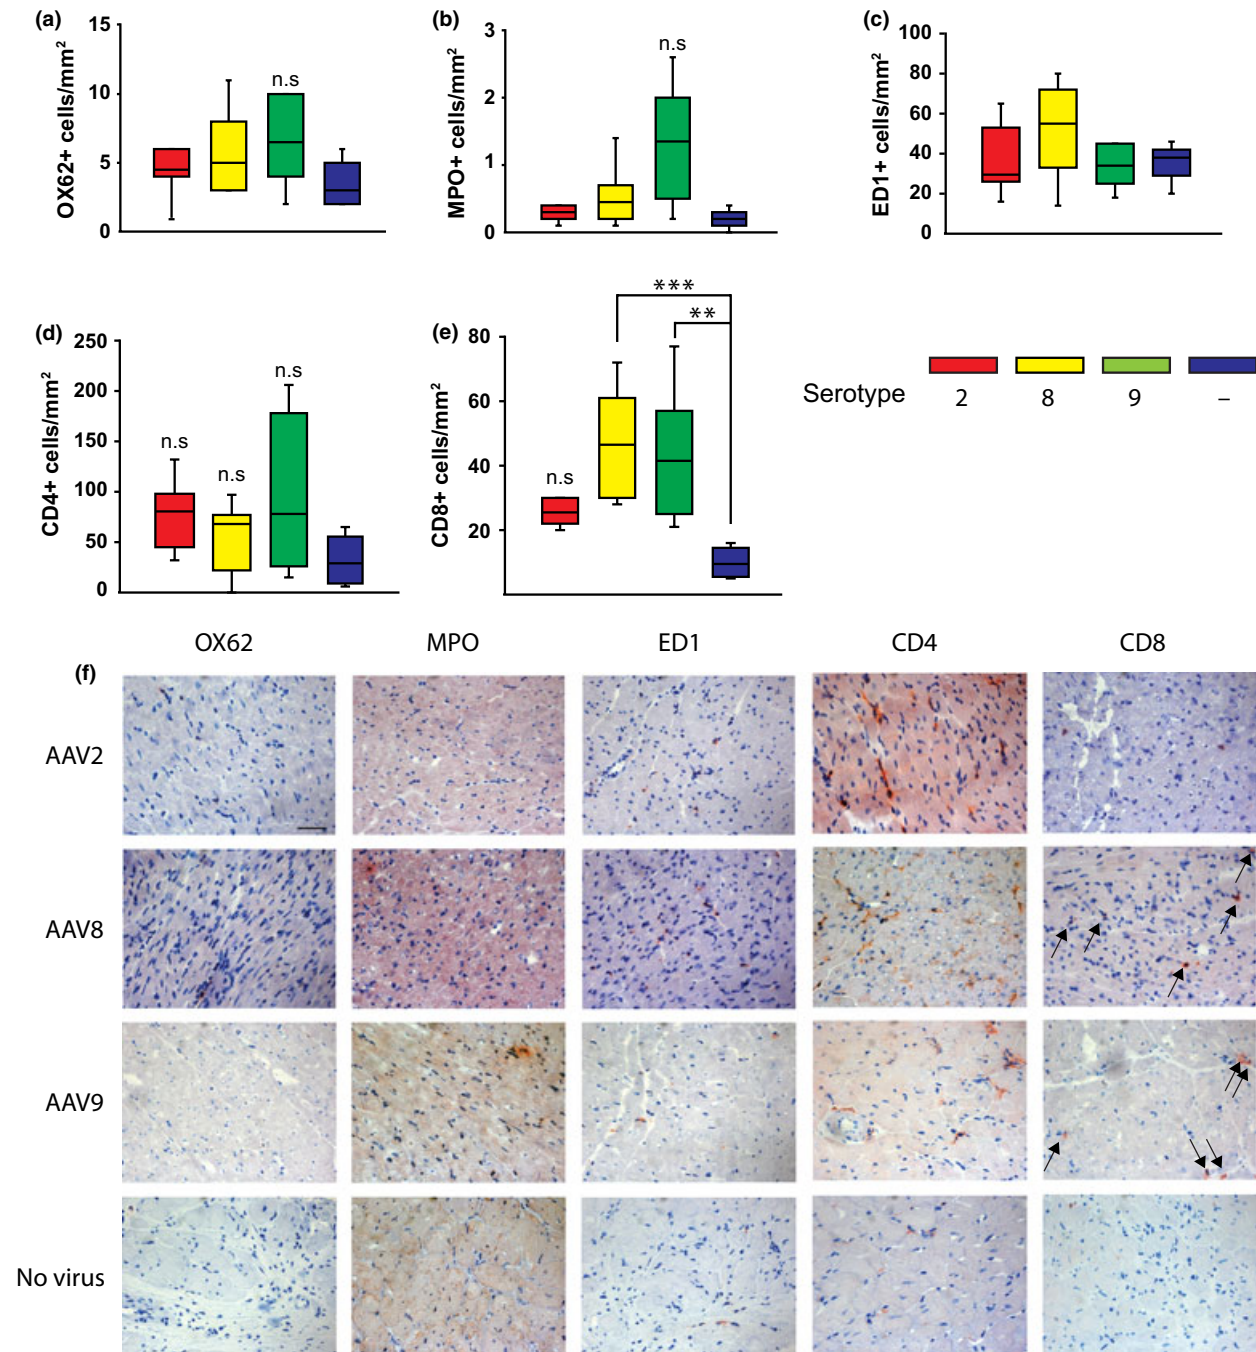 (a)
OX62+ cells/mm²
15
10
5
0
n.s
(b)
MPO+ cells/mm²
3
2
1
0
n.s
(c)
ED1+ cells/mm²
100
80
60
40
20
0
(d)
CD4+ cells/mm²
250
200
150
100
50
0
n.s
n.s
n.s
(e)
CD8+ cells/mm²
80
60
40
20
n.s
***
**
Serotype 2 8 9 –
OX62 MPO ED1 CD4 CD8
(f)
AAV2
AAV8
AAV9
No virus